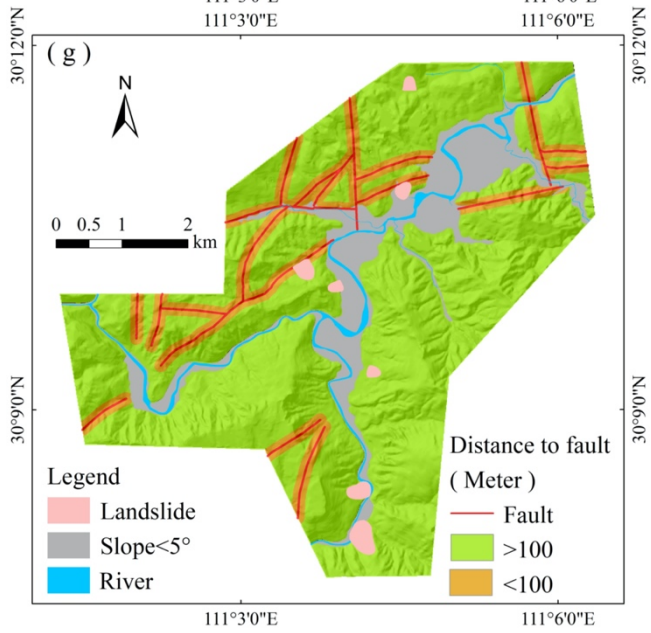 111°3'0"E 111°6'0"E
30°12'0"N 30°12'0"N
( g )
N
0 0.5 1 2
km
30°9'0"N 30°9'0"N
Distance to fault
( Meter )
Legend
Landslide Fault
Slope<5° >100
River <100
111°3'0"E 111°6'0"E